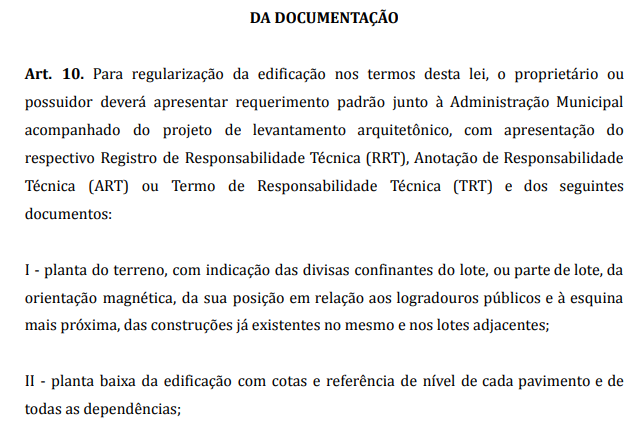 DA DOCUMENTAÇÃO
Art. 10. Para regularização da edificação nos termos desta lei, o proprietário ou
possuidor deverá apresentar requerimento padrão junto à Administração Municipal
acompanhado do projeto de levantamento arquitetônico, com apresentação do
respectivo Registro de Responsabilidade Técnica (RRT), Anotação de Responsabilidade
Técnica (ART) ou Termo de Responsabilidade Técnica (TRT) e dos seguintes
documentos:
I - planta do terreno, com indicação das divisas confinantes do lote, ou parte de lote, da
orientação magnética, da sua posição em relação aos logradouros públicos e à esquina
mais próxima, das construções já existentes no mesmo e nos lotes adjacentes;
II - planta baixa da edificação com cotas e referência de nível de cada pavimento e de
todas as dependências;